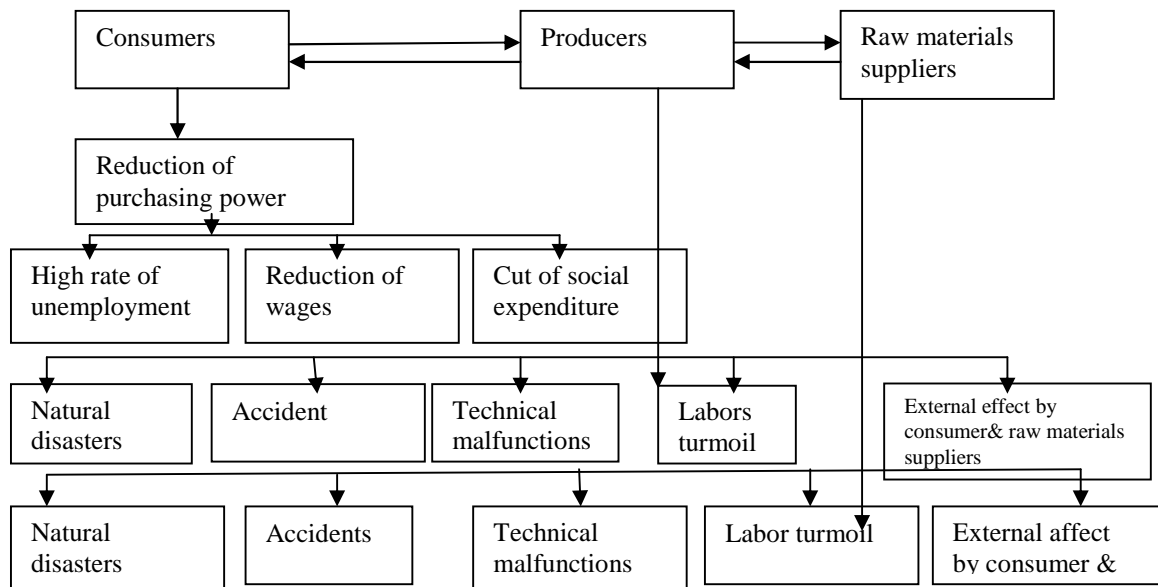 Consumers
Producers
Raw materials
suppliers
Reduction of
purchasing power
High rate of
unemployment
Reduction of
wages
Cut of social
expenditure
Natural
disasters
Accident
Technical
malfunctions
Labors
turmoil
External effect by
consumer& raw materials
suppliers
Natural
disasters
Accidents
Technical
malfunctions
Labor turmoil
External affect
by consumer &